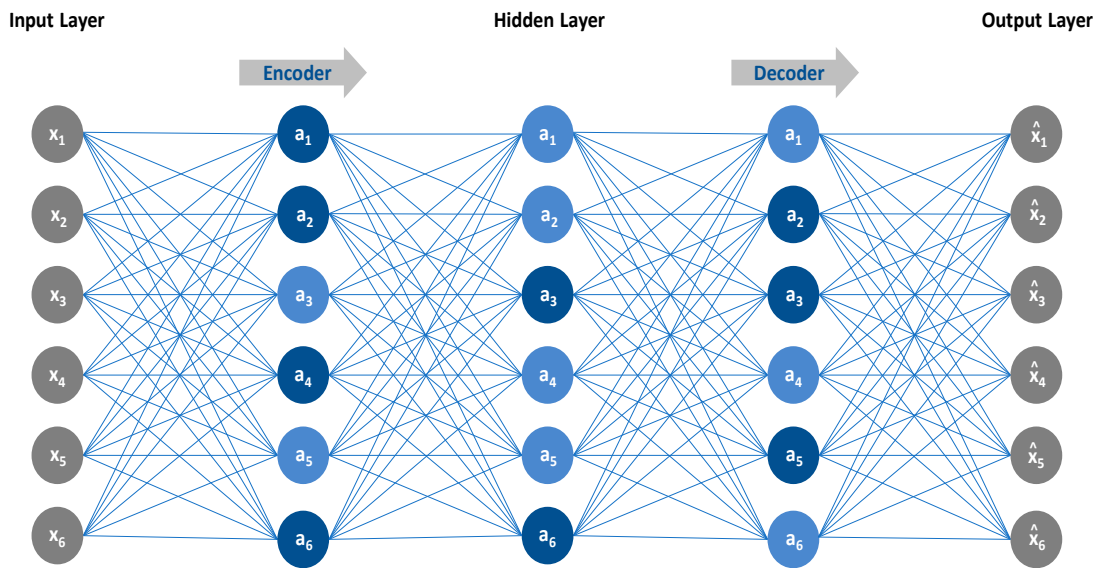 Input Layer Hidden Layer Output Layer
Encoder Decoder
x₁ a₁ a₁ a₁ x̂₁
x₂ a₂ a₂ a₂ x̂₂
x₃ a₃ a₃ a₃ x̂₃
x₄ a₄ a₄ a₄ x̂₄
x₅ a₅ a₅ a₅ x̂₅
x₆ a₆ a₆ a₆ x̂₆